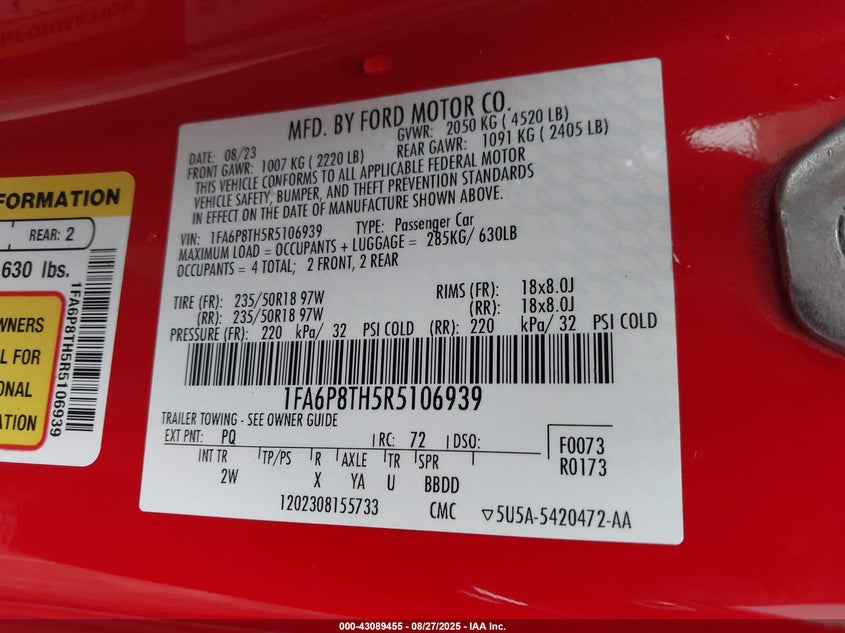 MFD. BY FORD MOTOR CO.
DATE: 08/23 GVWR: 2050 KG ( 4520 LB)
FRONT GAWR: 1007 KG ( 2220 LB) REAR GAWR: 1091 KG ( 2405 LB)
THIS VEHICLE CONFORMS TO ALL APPLICABLE FEDERAL MOTOR
VEHICLE SAFETY, BUMPER, AND THEFT PREVENTION STANDARDS
IN EFFECT ON THE DATE OF MANUFACTURE SHOWN ABOVE.
VIN: 1FA6P8TH5R5106939 TYPE: Passenger Car
MAXIMUM LOAD = OCCUPANTS + LUGGAGE = 285KG/ 630LB
OCCUPANTS = 4 TOTAL; 2 FRONT, 2 REAR
TIRE (FR): 235/50R18 97W RIMS (FR): 18x8.0J
(RR): 235/50R18 97W (RR): 18x8.0J
PRESSURE (FR): 220 kPa/ 32 PSI COLD (RR): 220 kPa/ 32 PSI COLD
1FA6P8TH5R5106939
TRAILER TOWING - SEE OWNER GUIDE
EXT PNT: PQ RC: 72 DSO: F0073
R0173
INT TR TP/PS R AXLE TR SPR
2W X YA U BBDD
1202308155733 CMC ▽5U5A-5420472-AA
FORMATION
REAR: 2
630 lbs.
1FA6P8TH5R5106939
WNERS
L FOR
ONAL
ATION
000-43089455 - 08/27/2025 - IAA Inc.